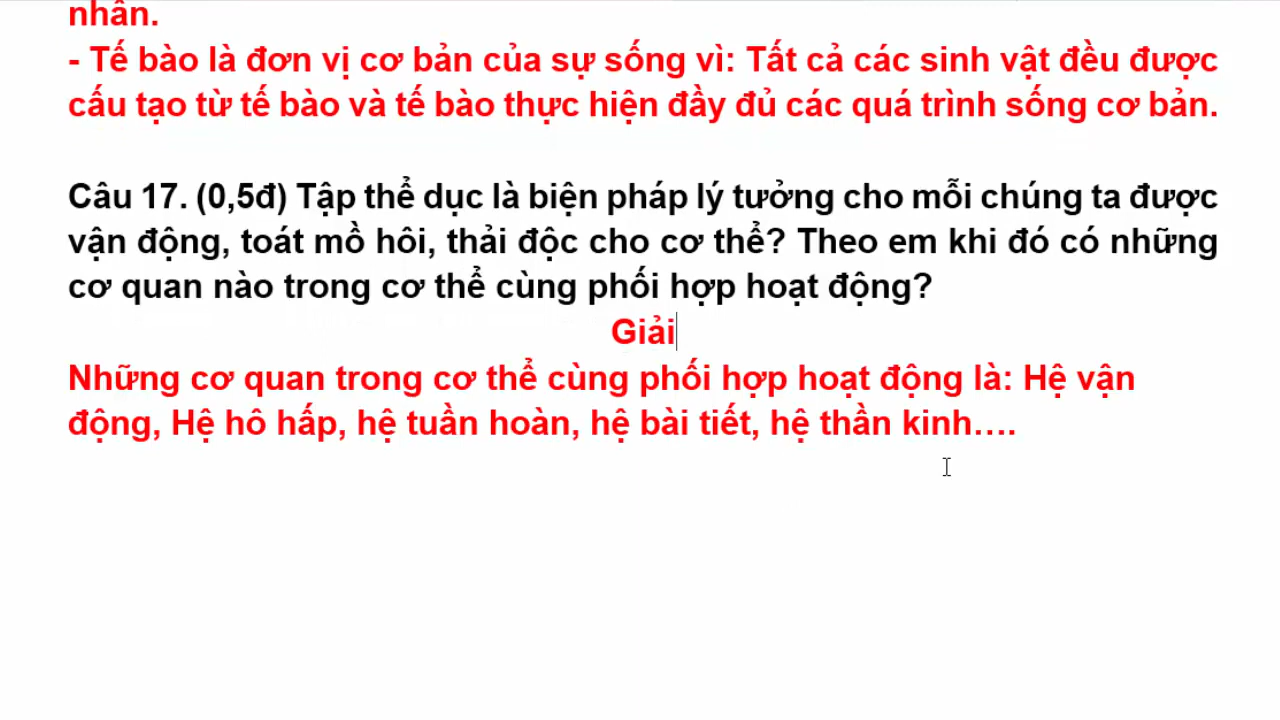 nhân.
- Tế bào là đơn vị cơ bản của sự sống vì: Tất cả các sinh vật đều được
cấu tạo từ tế bào và tế bào thực hiện đầy đủ các quá trình sống cơ bản.
Câu 17. (0,5đ) Tập thể dục là biện pháp lý tưởng cho mỗi chúng ta được
vận động, toát mồ hôi, thải độc cho cơ thể? Theo em khi đó có những
cơ quan nào trong cơ thể cùng phối hợp hoạt động?
Giải
Những cơ quan trong cơ thể cùng phối hợp hoạt động là: Hệ vận
động, Hệ hô hấp, hệ tuần hoàn, hệ bài tiết, hệ thần kinh….